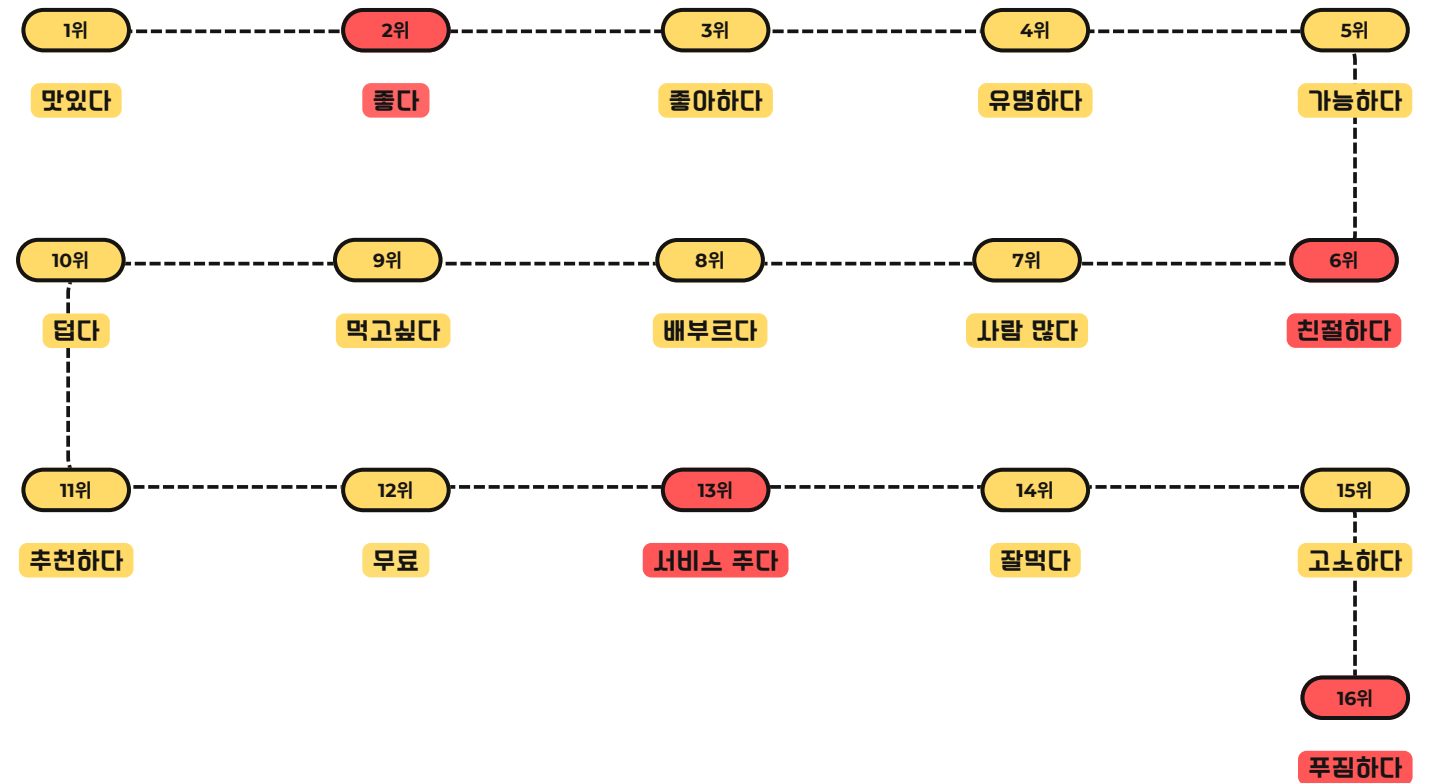 1위
2위
3위
4위
5위
맛있다
좋다
좋아하다
유명하다
가능하다
10위
9위
8위
7위
6위
덥다
먹고싶다
배부르다
사람 많다
친절하다
11위
12위
13위
14위
15위
추천하다
무료
서비스 주다
잘먹다
고소하다
16위
푸짐하다